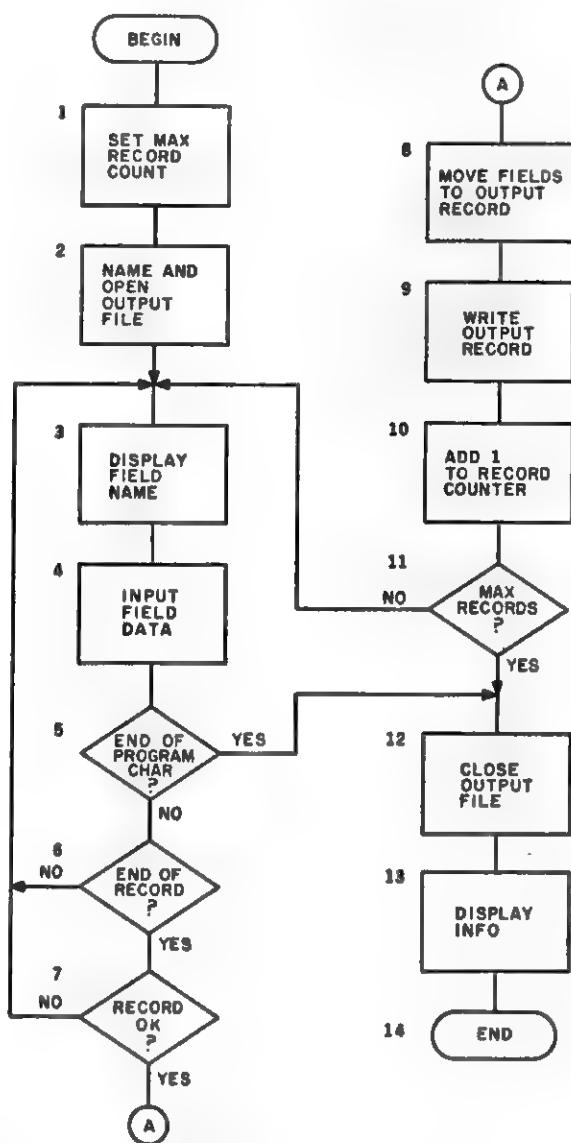 BEGIN
1
SET MAX
RECORD
COUNT
2
NAME AND
OPEN
OUTPUT
FILE
3
DISPLAY
FIELD
NAME
4
INPUT
FIELD
DATA
5
END OF
PROGRAM
CHAR
?
YES
NO
6
END OF
RECORD
?
NO
YES
7
RECORD
OK
?
NO
YES
A
A
8
MOVE FIELDS
TO OUTPUT
RECORD
9
WRITE
OUTPUT
RECORD
10
ADD 1
TO RECORD
COUNTER
11
MAX
RECORDS
?
NO
YES
12
CLOSE
OUTPUT
FILE
13
DISPLAY
INFO
14
END